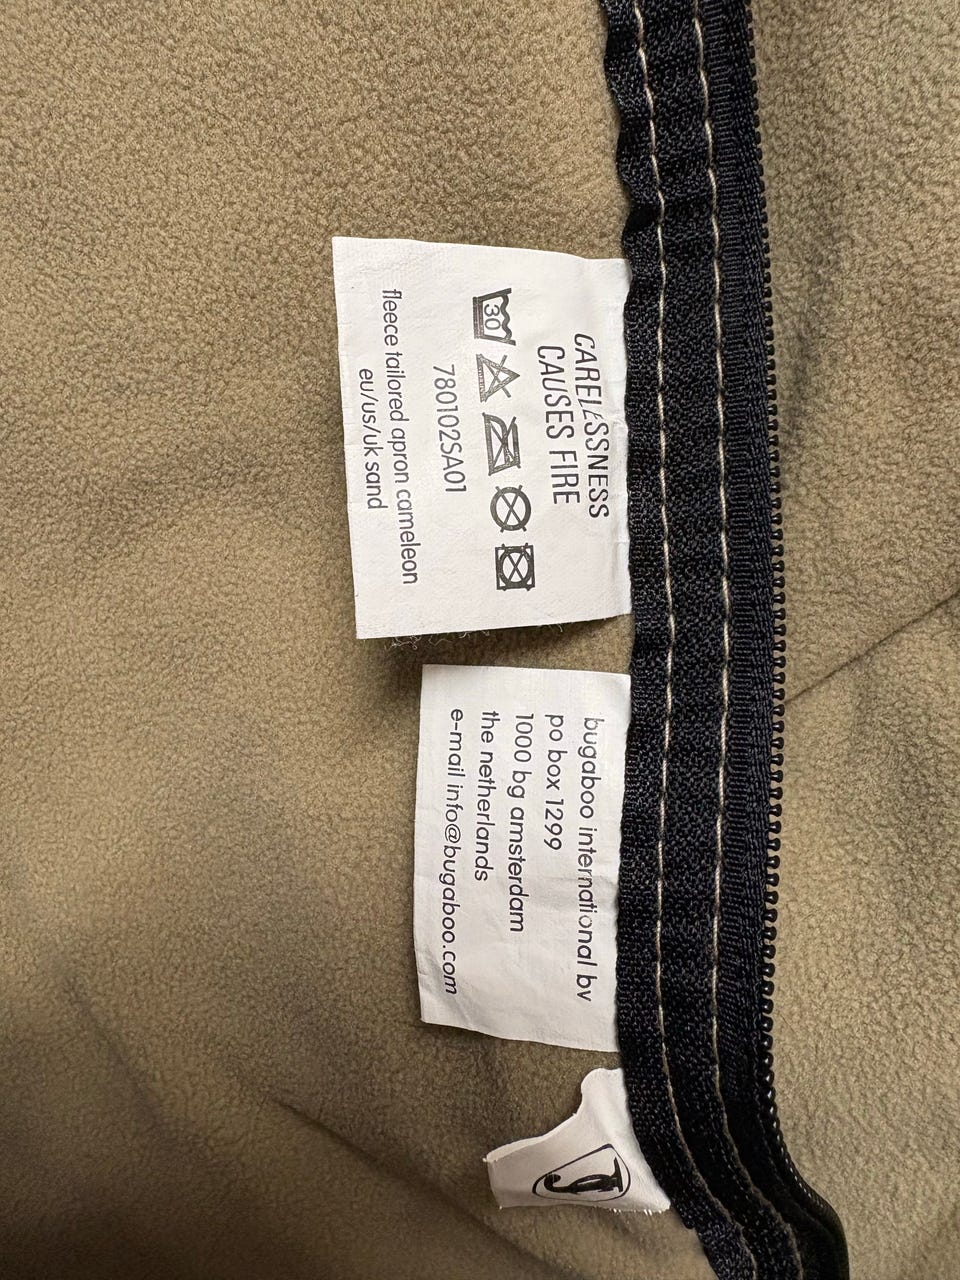 CARELESSNESS
CAUSES FIRE
30
780102SA01
fleece tailored apron cameleon
eu/us/uk sand
bugaboo international bv
po box 1299
1000 bg amsterdam
the netherlands
e-mail info@bugaboo.com